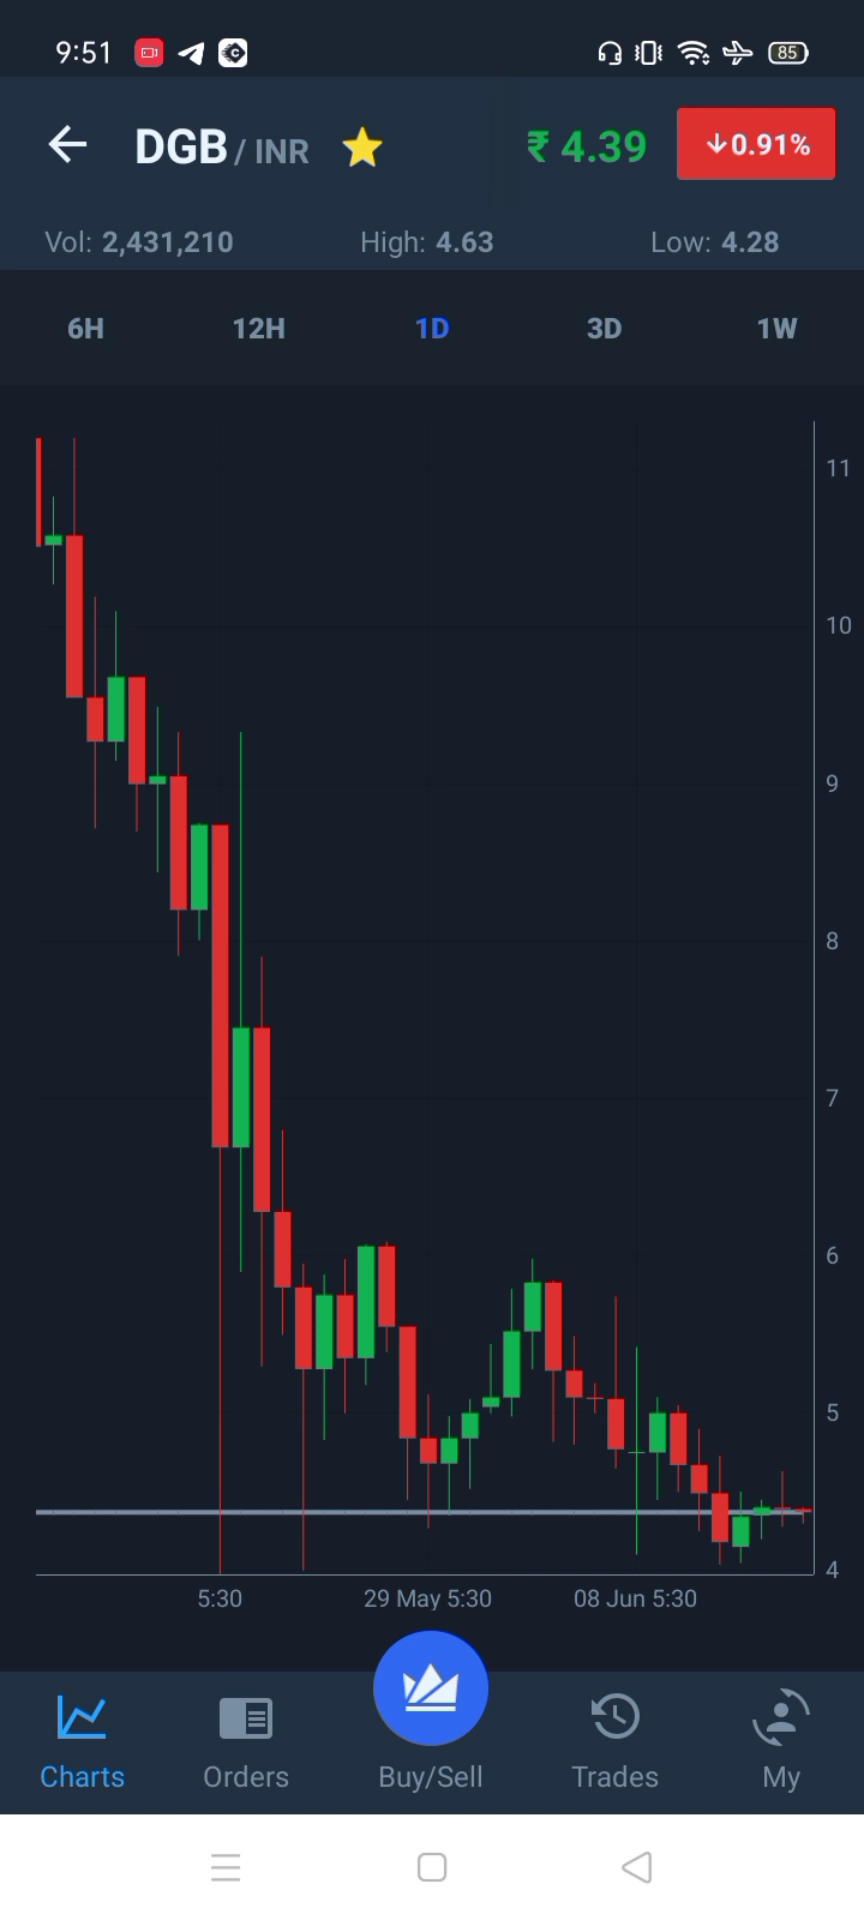 9:51 85
DGB / INR ₹ 4.39 ↓0.91%
Vol: 2,431,210 High: 4.63 Low: 4.28
6H 12H 1D 3D 1W
11
10
9
8
7
6
5
4
5:30 29 May 5:30 08 Jun 5:30
Charts Orders Buy/Sell Trades My